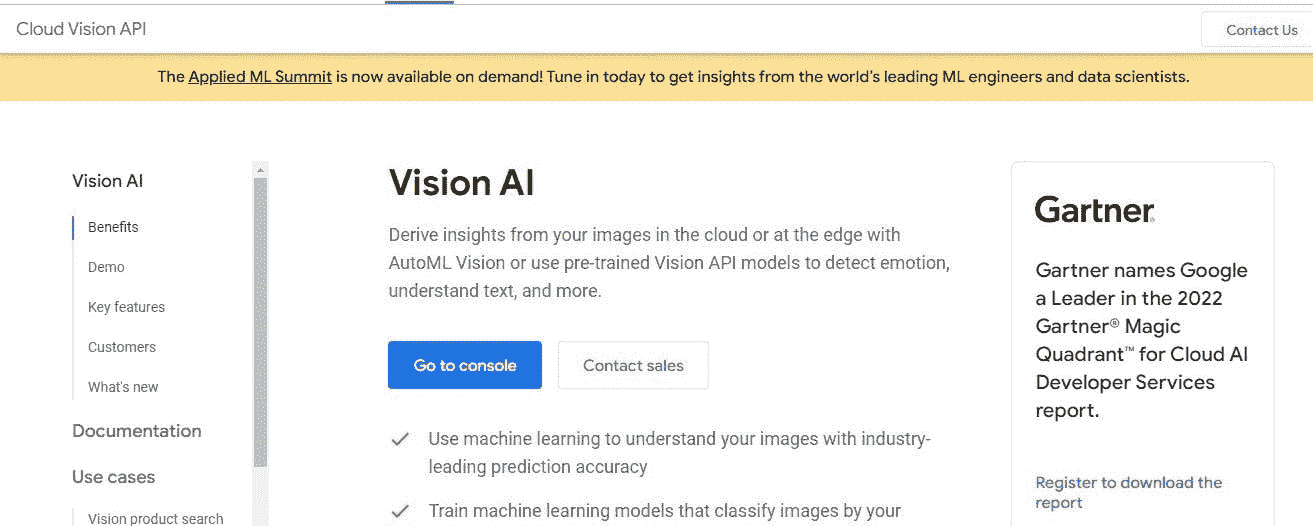 Cloud Vision API
Contact Us
The Applied ML Summit is now available on demand! Tune in today to get insights from the world's leading ML engineers and data scientists.
Vision AI
Benefits
Demo
Key features
Customers
What's new
Documentation
Use cases
Vision product search
Vision AI
Derive insights from your images in the cloud or at the edge with
AutoML Vision or use pre-trained Vision API models to detect emotion,
understand text, and more.
Go to console
Contact sales
Use machine learning to understand your images with industry-
leading prediction accuracy
Train machine learning models that classify images by your
Gartner
Gartner names Google
a Leader in the 2022
Gartner® Magic
Quadrant™ for Cloud AI
Developer Services
report.
Register to download the
report